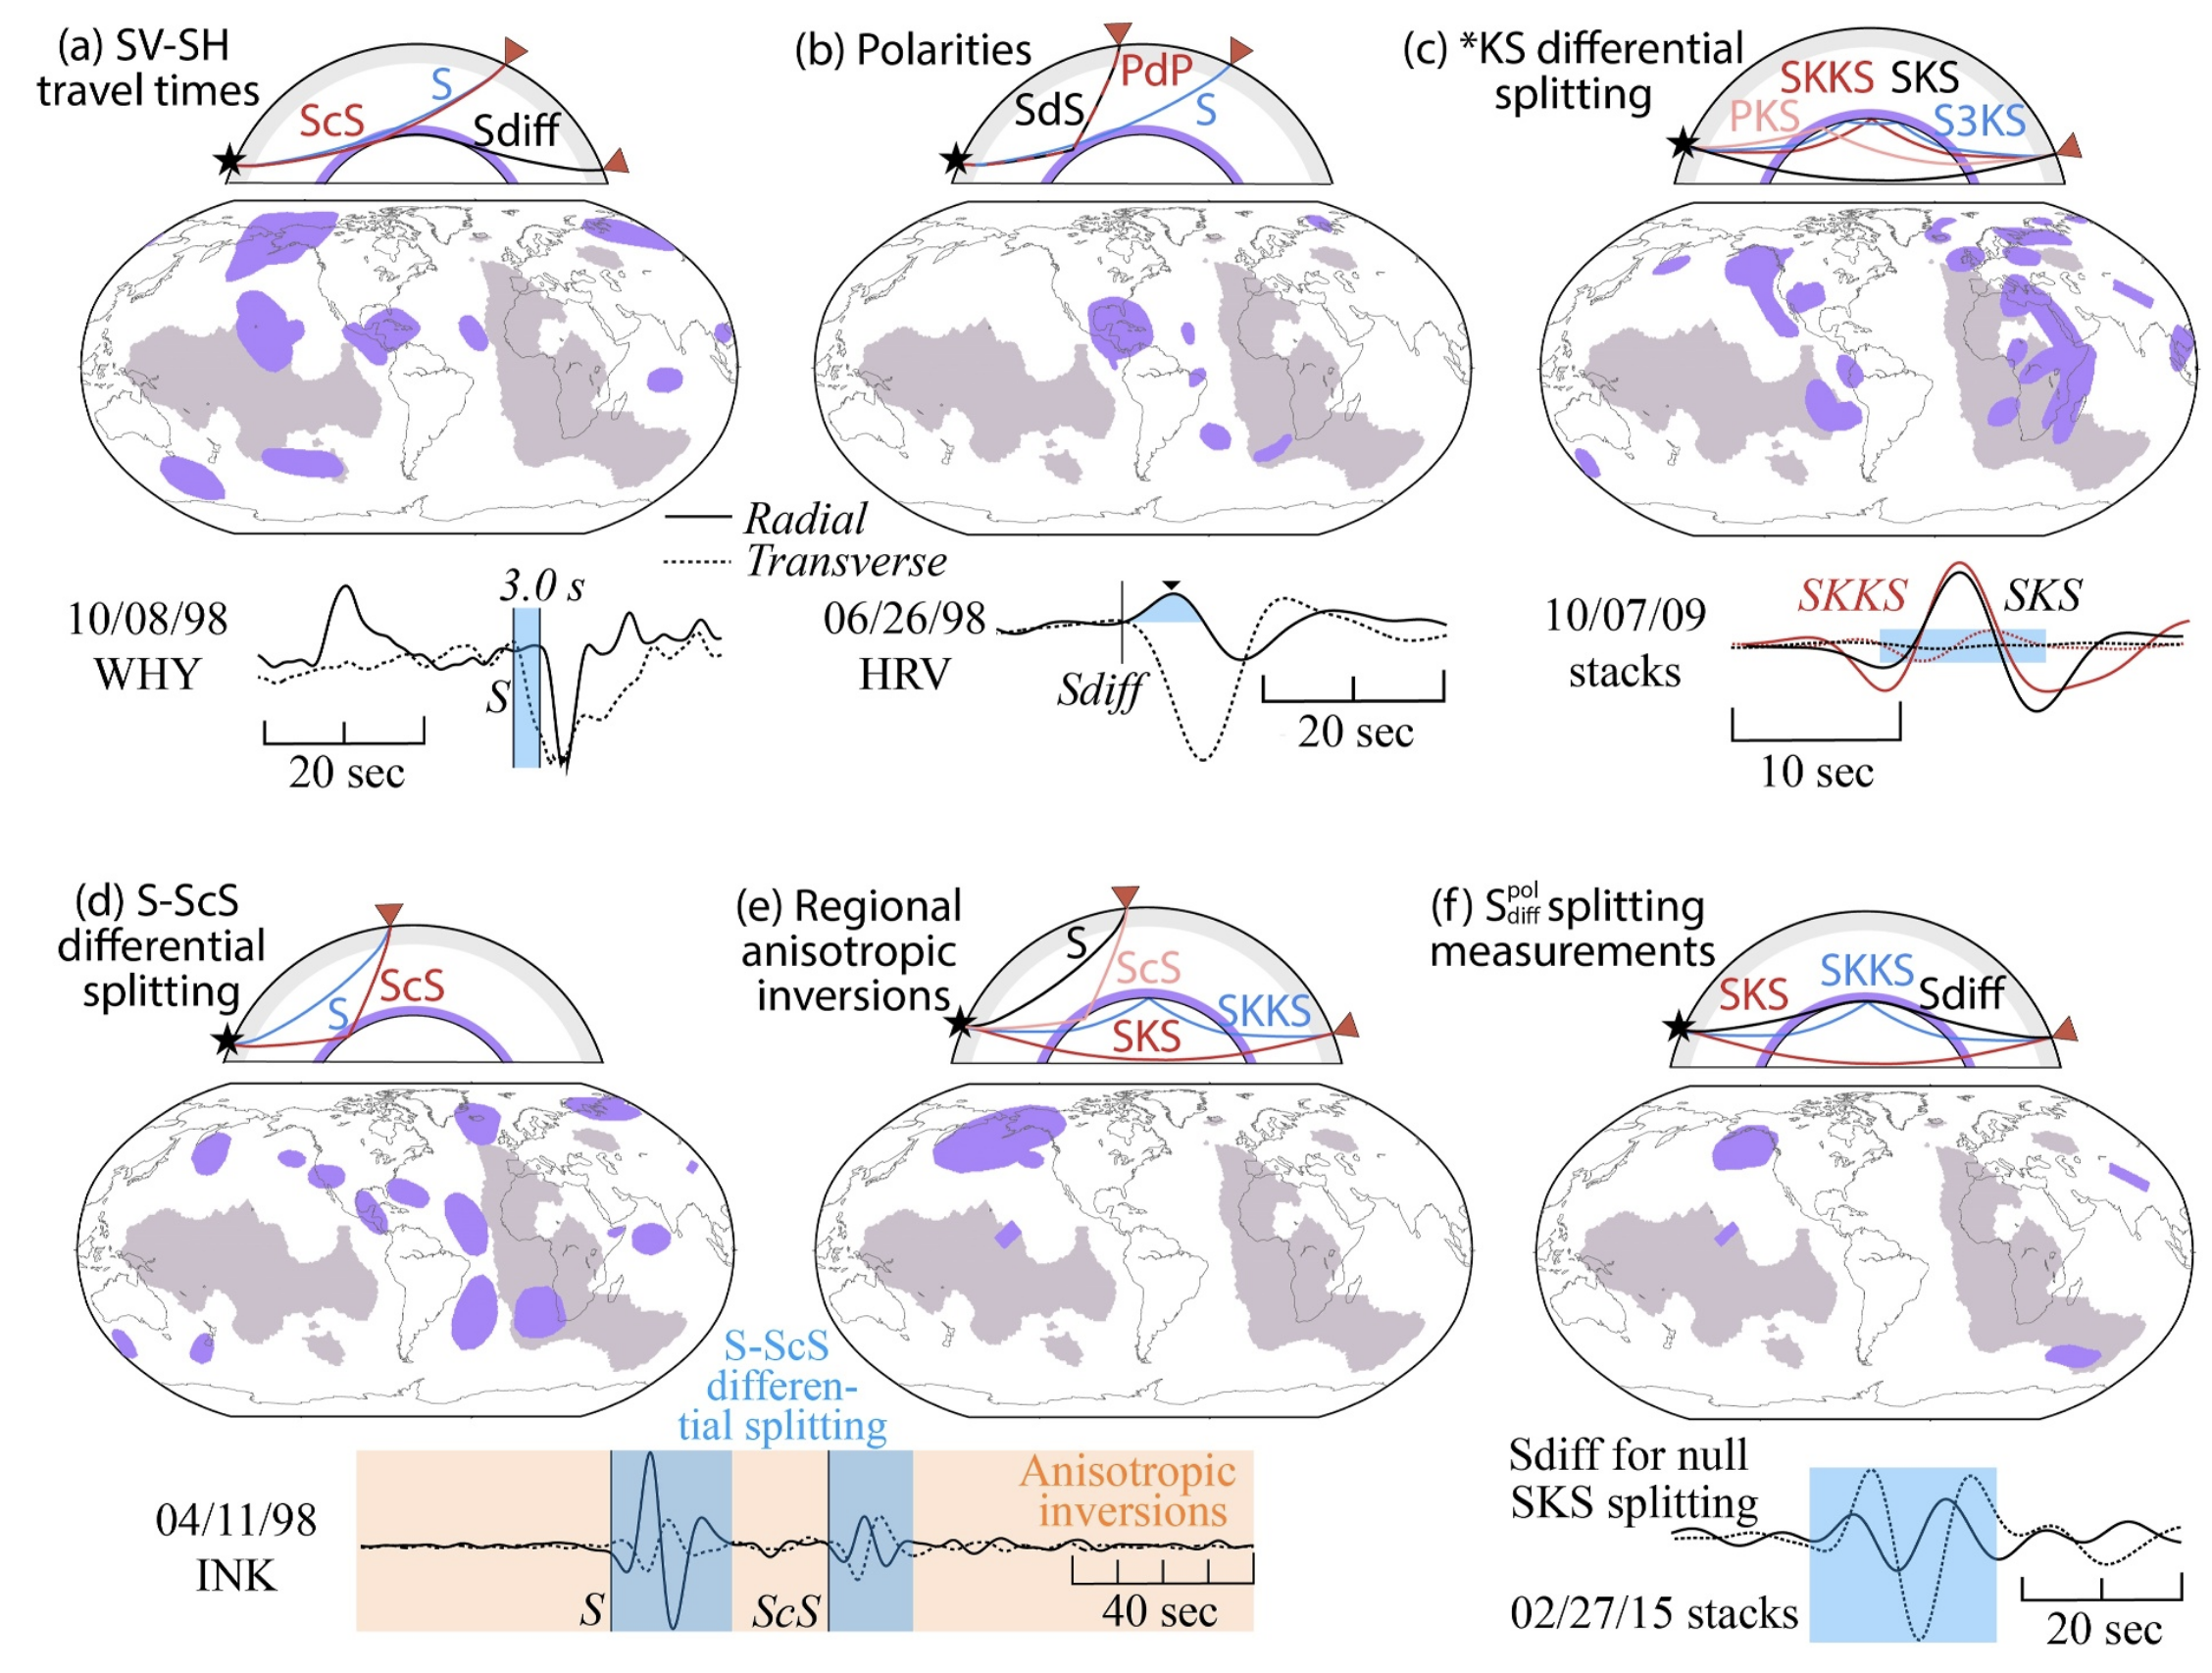 (a) SV-SH
travel times
S
ScS
Sdiff
(b) Polarities
PdP
SdS
S
(c) *KS differential
splitting
SKKS SKS
PKS
S3KS
Radial
Transverse
10/08/98
WHY
3.0 s
S
20 sec
06/26/98
HRV
Sdiff
20 sec
10/07/09
stacks
SKKS
SKS
10 sec
(d) S-ScS
differential
splitting
S
ScS
(e) Regional
anisotropic
inversions
S
ScS
SKKS
SKS
(f) Spoldiff splitting
measurements
SKS
SKKS
Sdiff
S-ScS
differen-
tial splitting
Anisotropic
inversions
04/11/98
INK
S
ScS
40 sec
Sdiff for null
SKS splitting
02/27/15 stacks
20 sec